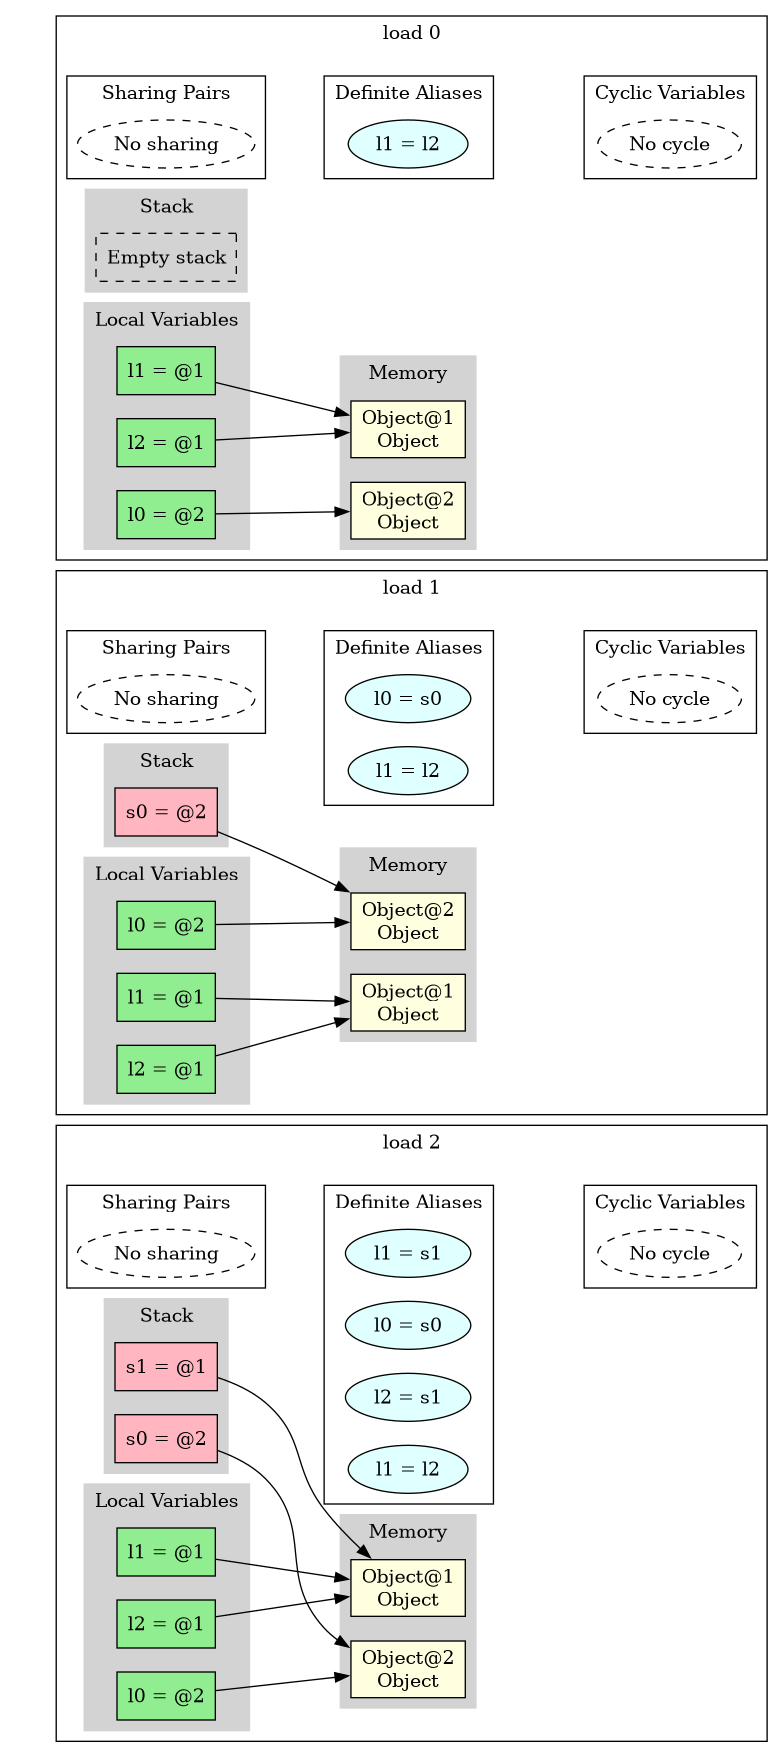 load 0
Sharing Pairs
No sharing
Definite Aliases
l1 = l2
Cyclic Variables
No cycle
Stack
Empty stack
Local Variables
l1 = @1
l2 = @1
l0 = @2
Memory
Object@1
Object
Object@2
Object
load 1
Sharing Pairs
No sharing
Definite Aliases
l0 = s0
l1 = l2
Cyclic Variables
No cycle
Stack
s0 = @2
Local Variables
l0 = @2
l1 = @1
l2 = @1
Memory
Object@2
Object
Object@1
Object
load 2
Sharing Pairs
No sharing
Definite Aliases
l1 = s1
l0 = s0
l2 = s1
l1 = l2
Cyclic Variables
No cycle
Stack
s1 = @1
s0 = @2
Local Variables
l1 = @1
l2 = @1
l0 = @2
Memory
Object@1
Object
Object@2
Object